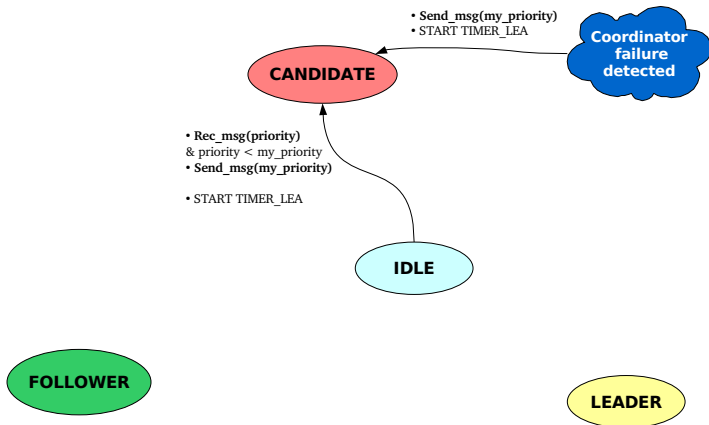 • Send_msg(my_priority)
• START TIMER_LEA
Coordinator
failure
detected
CANDIDATE
• Rec_msg(priority)
& priority < my_priority
• Send_msg(my_priority)
• START TIMER_LEA
IDLE
FOLLOWER
LEADER